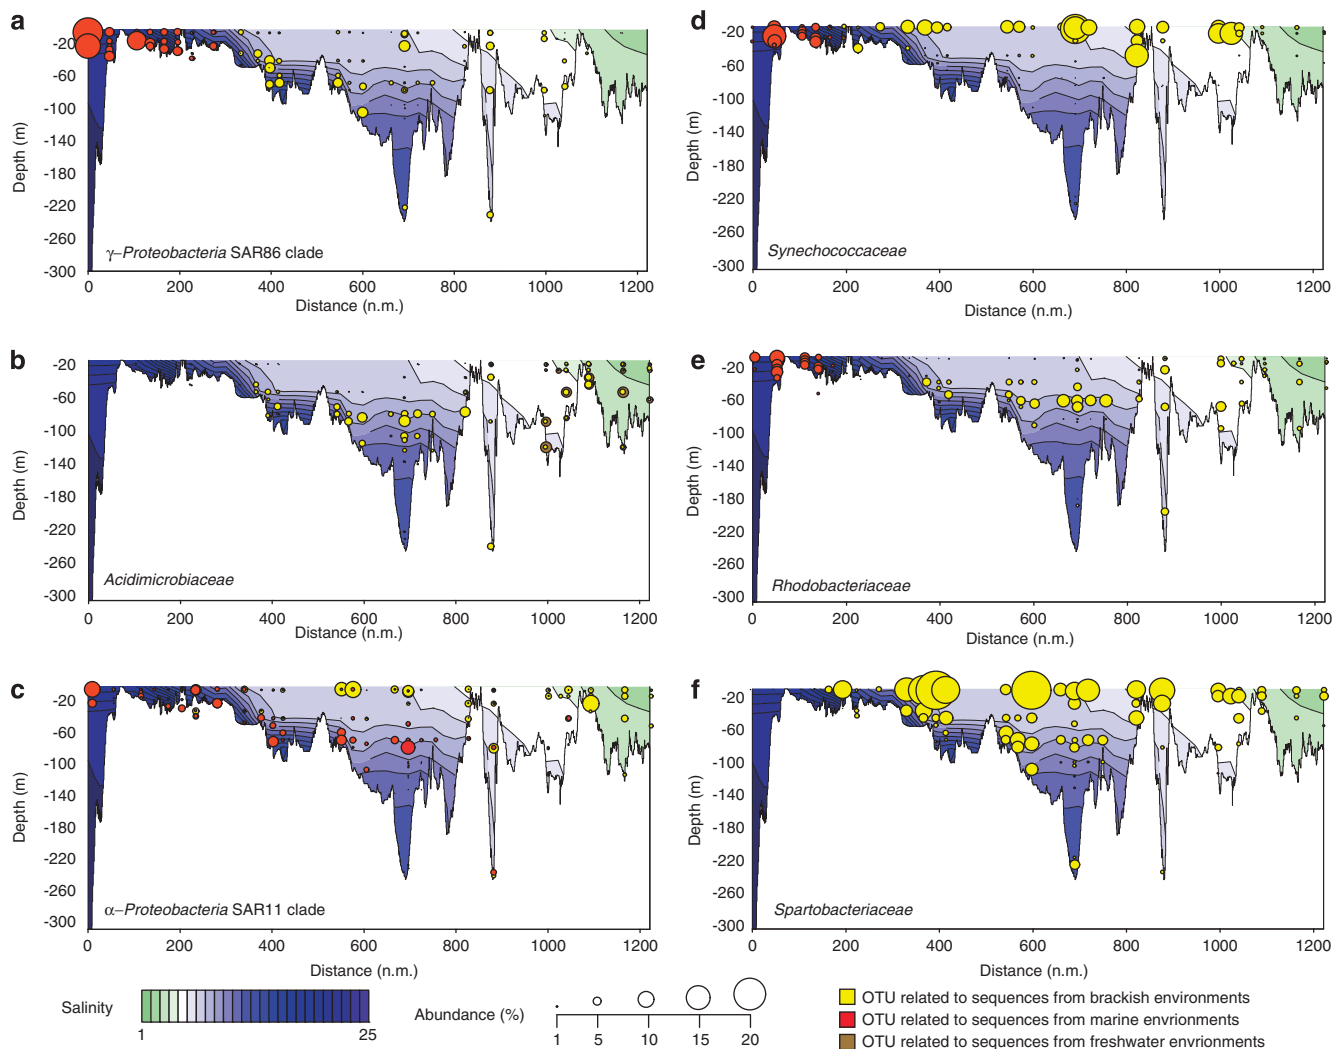 a
-20
-60
-100
-140
-180
-220
-260
-300
Depth (m)
γ–Proteobacteria SAR86 clade
0 200 400 600 800 1000 1200
Distance (n.m.)
d
-20
-60
-100
-140
-180
-220
-260
-300
Depth (m)
Synechococcaceae
0 200 400 600 800 1000 1200
Distance (n.m.)
b
-20
-60
-100
-140
-180
-220
-260
-300
Depth (m)
Acidimicrobiaceae
0 200 400 600 800 1000 1200
Distance (n.m.)
e
-20
-60
-100
-140
-180
-220
-260
-300
Depth (m)
Rhodobacteriaceae
0 200 400 600 800 1000 1200
Distance (n.m.)
c
-20
-60
-100
-140
-180
-220
-260
-300
Depth (m)
α–Proteobacteria SAR11 clade
0 200 400 600 800 1000 1200
Distance (n.m.)
f
-20
-60
-100
-140
-180
-220
-260
-300
Depth (m)
Spartobacteriaceae
0 200 400 600 800 1000 1200
Distance (n.m.)
Salinity
1 25
Abundance (%)
1 5 10 15 20
OTU related to sequences from brackish environments
OTU related to sequences from marine envrionments
OTU related to sequences from freshwater envrionments